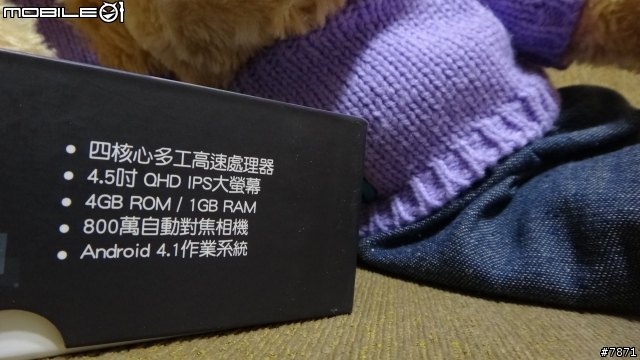 MOBILE01
• 四核心多工高速處理器
• 4.5吋 QHD IPS大螢幕
• 4GB ROM / 1GB RAM
• 800萬自動對焦相機
• Android 4.1作業系統
#7871